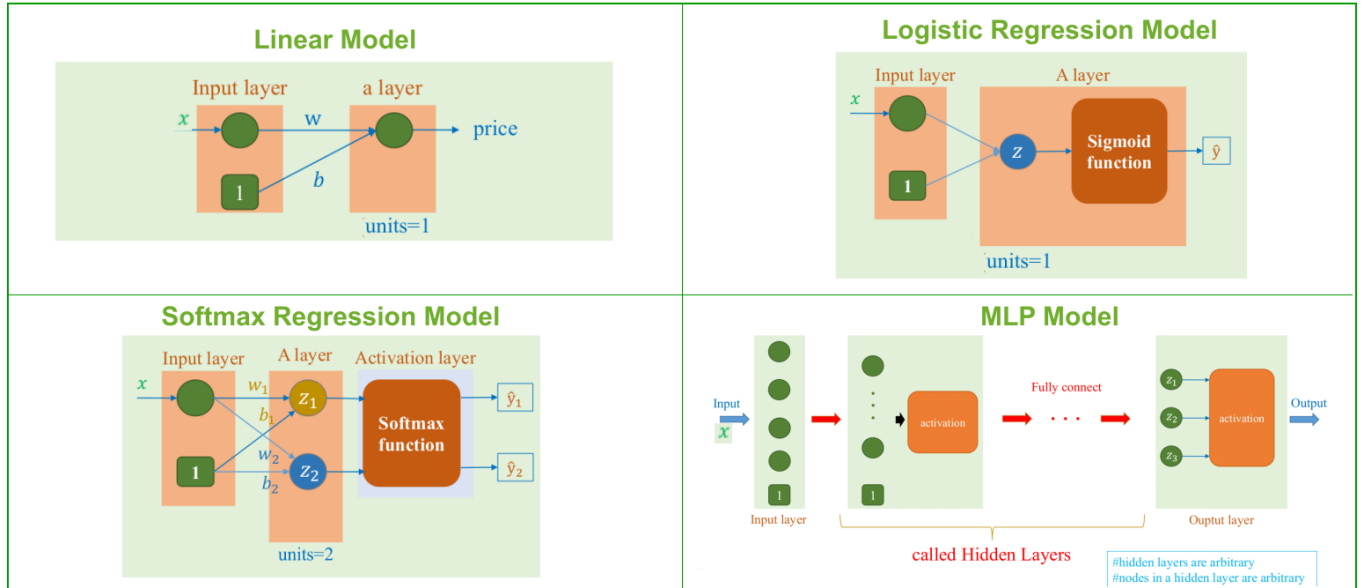 Linear Model
Input layer
a layer
x
w
price
1
b
units=1
Logistic Regression Model
Input layer
A layer
x
z
Sigmoid
function
ŷ
1
units=1
Softmax Regression Model
Input layer
A layer
Activation layer
x
w₁
z₁
ŷ₁
b₁
Softmax
function
1
w₂
z₂
ŷ₂
b₂
units=2
MLP Model
Input
x
1
Input layer
1
activation
Fully connect
. . .
called Hidden Layers
z₁
z₂
z₃
activation
Output
Ouptut layer
#hidden layers are arbitrary
#nodes in a hidden layer are arbitrary